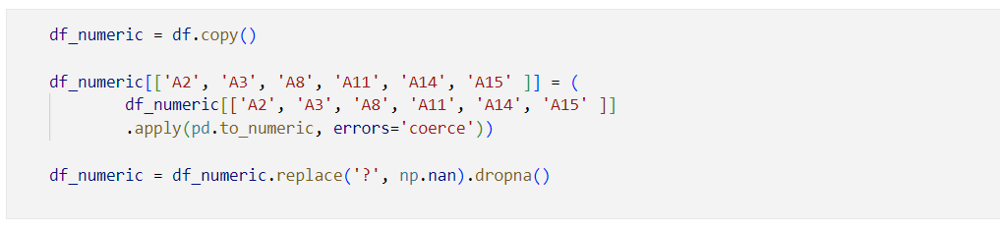 df_numeric = df.copy()
df_numeric[['A2', 'A3', 'A8', 'A11', 'A14', 'A15' ]] = (
df_numeric[['A2', 'A3', 'A8', 'A11', 'A14', 'A15' ]]
.apply(pd.to_numeric, errors='coerce'))
df_numeric = df_numeric.replace('?', np.nan).dropna()